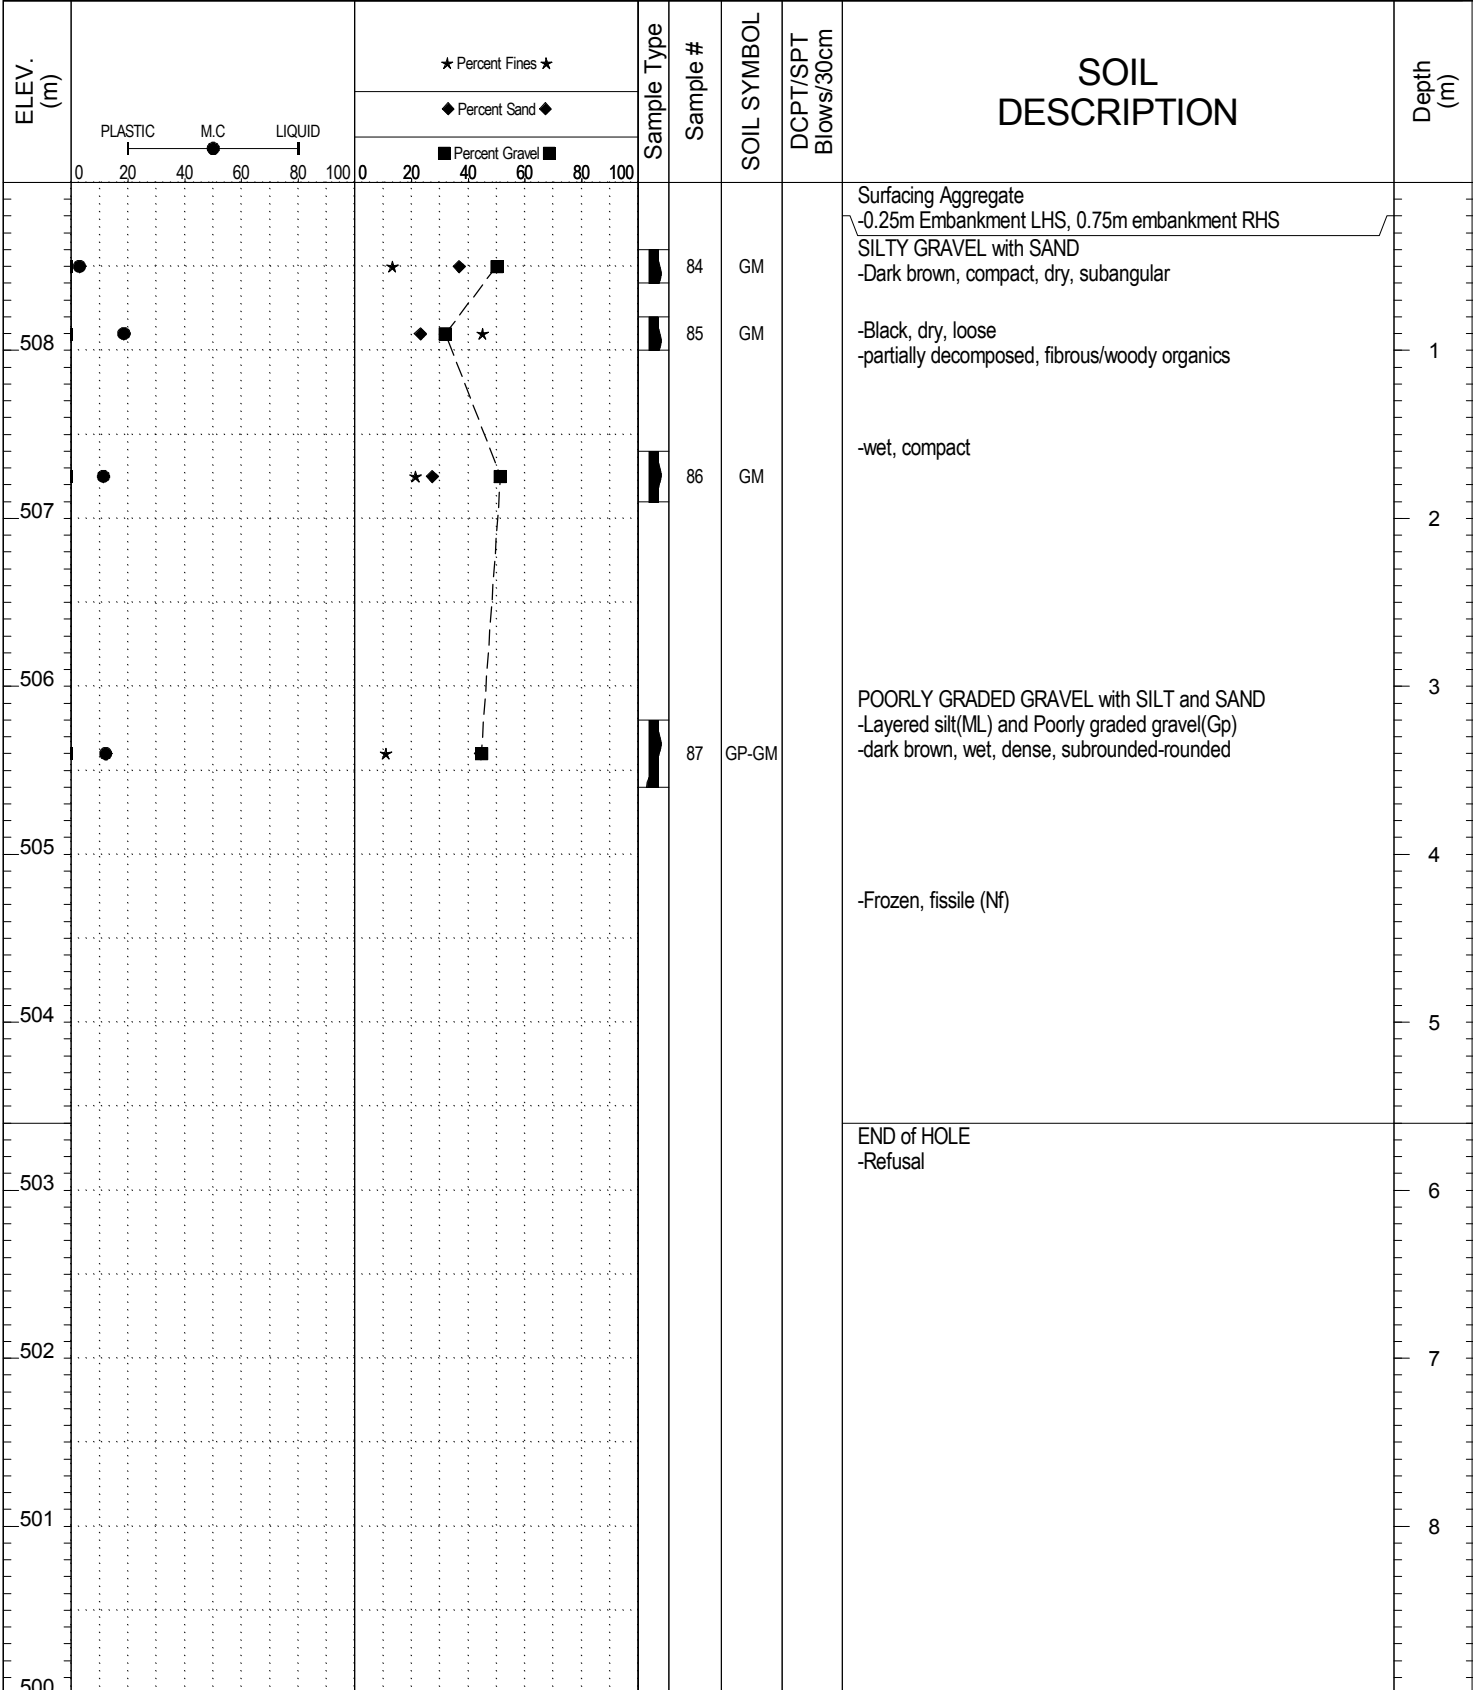 ELEV.
(m)
PLASTIC M.C LIQUID
0 20 40 60 80 100
★ Percent Fines ★
◆ Percent Sand ◆
■ Percent Gravel ■
0 20 40 60 80 100
Sample Type
Sample #
SOIL SYMBOL
DCPT/SPT
Blows/30cm
SOIL
DESCRIPTION
Depth
(m)
Surfacing Aggregate
-0.25m Embankment LHS, 0.75m embankment RHS
SILTY GRAVEL with SAND
84 GM -Dark brown, compact, dry, subangular
85 GM -Black, dry, loose
508 -partially decomposed, fibrous/woody organics 1
-wet, compact
86 GM
507 2
506 3
POORLY GRADED GRAVEL with SILT and SAND
-Layered silt(ML) and Poorly graded gravel(Gp)
87 GP-GM -dark brown, wet, dense, subrounded-rounded
505 4
-Frozen, fissile (Nf)
504 5
END of HOLE
-Refusal
503 6
502 7
501 8
500